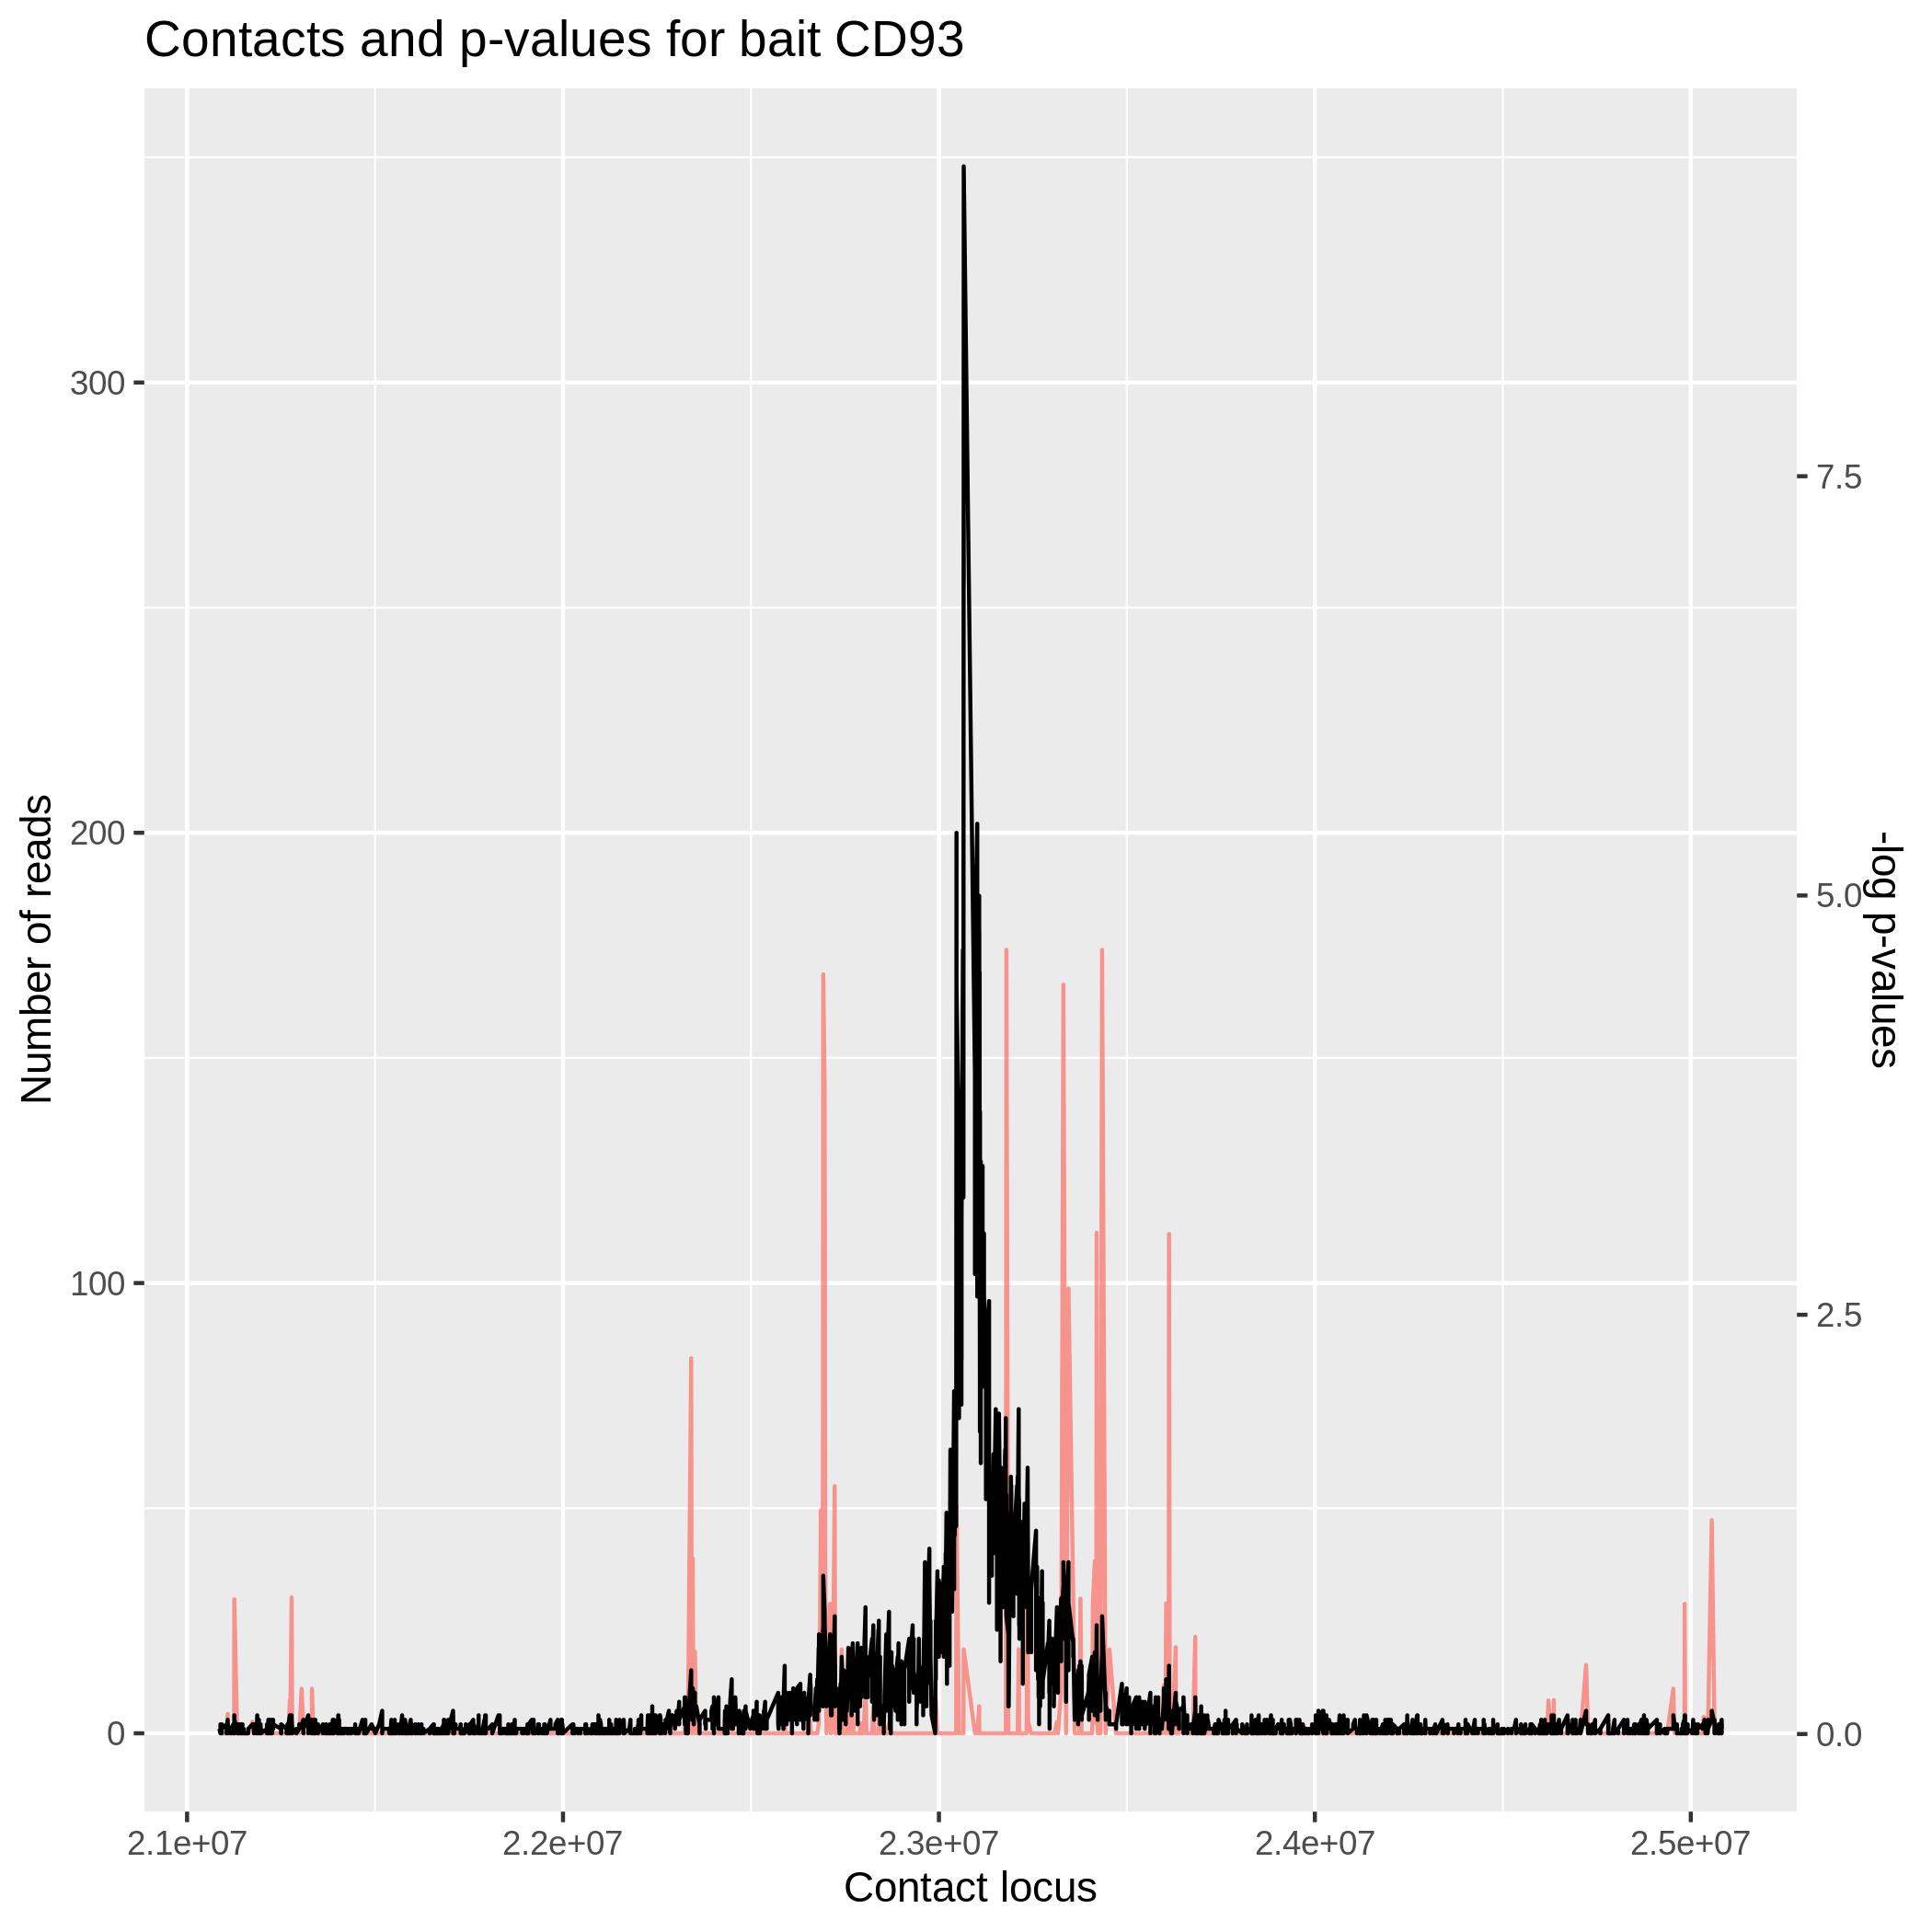 Contacts and p-values for bait CD93
Number of reads
300
200
100
0
7.5
5.0
2.5
0.0
-log p-values
2.1e+07 2.2e+07 2.3e+07 2.4e+07 2.5e+07
Contact locus